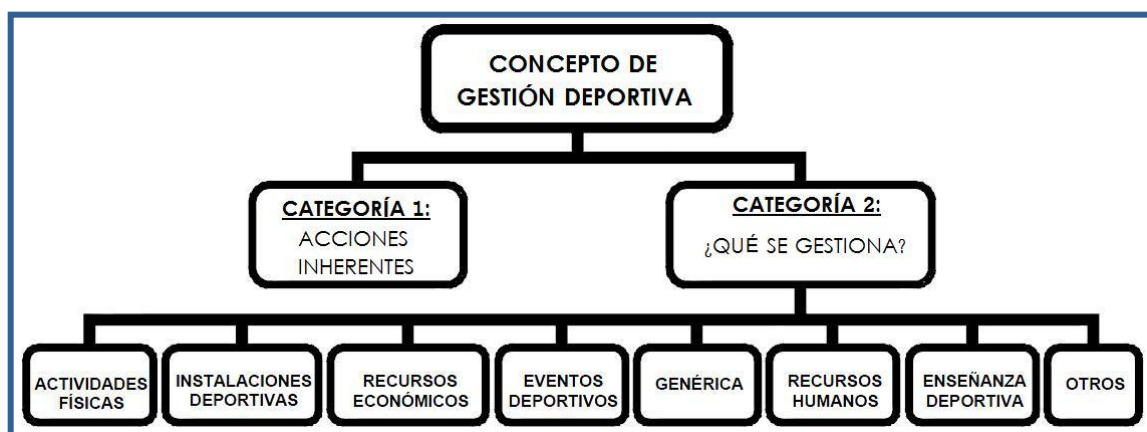 CONCEPTO DE
GESTIÓN DEPORTIVA
CATEGORÍA 1:
ACCIONES
INHERENTES
CATEGORÍA 2:
¿QUÉ SE GESTIONA?
ACTIVIDADES
FÍSICAS
INSTALACIONES
DEPORTIVAS
RECURSOS
ECONÓMICOS
EVENTOS
DEPORTIVOS
GENÉRICA
RECURSOS
HUMANOS
ENSEÑANZA
DEPORTIVA
OTROS